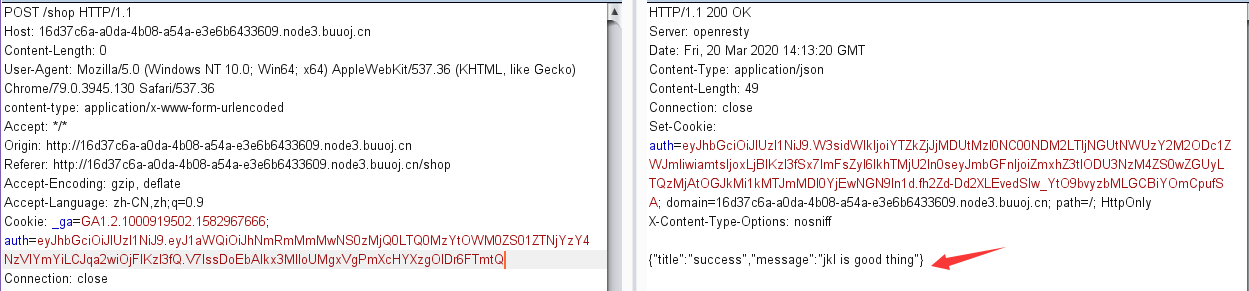 POST /shop HTTP/1.1
Host: 16d37c6a-a0da-4b08-a54a-e3e6b6433609.node3.buuoj.cn
Content-Length: 0
User-Agent: Mozilla/5.0 (Windows NT 10.0; Win64; x64) AppleWebKit/537.36 (KHTML, like Gecko)
Chrome/79.0.3945.130 Safari/537.36
content-type: application/x-www-form-urlencoded
Accept: */*
Origin: http://16d37c6a-a0da-4b08-a54a-e3e6b6433609.node3.buuoj.cn
Referer: http://16d37c6a-a0da-4b08-a54a-e3e6b6433609.node3.buuoj.cn/shop
Accept-Encoding: gzip, deflate
Accept-Language: zh-CN,zh;q=0.9
Cookie: _ga=GA1.2.1000919502.1582967666;
auth=eyJhbGciOiJIUzI1NiJ9.eyJ1aWQiOiJhNmRmMmMwNS0zMjQ0LTQ0MzYtOWM0ZS01ZTNjYzY4
NzVlYmYiLCJqa2wiOjFlKzI3fQ.V7IssDoEbAIkx3MIloUMgxVgPmXcHYXzgOIDr6FTmtQ
Connection: close
HTTP/1.1 200 OK
Server: openresty
Date: Fri, 20 Mar 2020 14:13:20 GMT
Content-Type: application/json
Content-Length: 49
Connection: close
Set-Cookie:
auth=eyJhbGciOiJIUzI1NiJ9.W3sidWlkIjoiYTZkZjJjMDUtMzI0NC00NDM2LTljNGUtNWUzY2M2ODc1Z
WJmIiwiamtsIjoxLjBlKzI3fSx7ImFsZyI6IkhTMjU2In0seyJmbGFnIjoiZmxhZ3tlODU3NzM4ZS0wZGUyL
TQzMjAtOGJkMi1kMTJmMDI0YjEwNGN9In1d.fh2Zd-Dd2XLEvedSIw_YtO9bvyzbMLGCBiYOmCpufS
A; domain=16d37c6a-a0da-4b08-a54a-e3e6b6433609.node3.buuoj.cn; path=/; HttpOnly
X-Content-Type-Options: nosniff
{"title":"success","message":"jkl is good thing"}